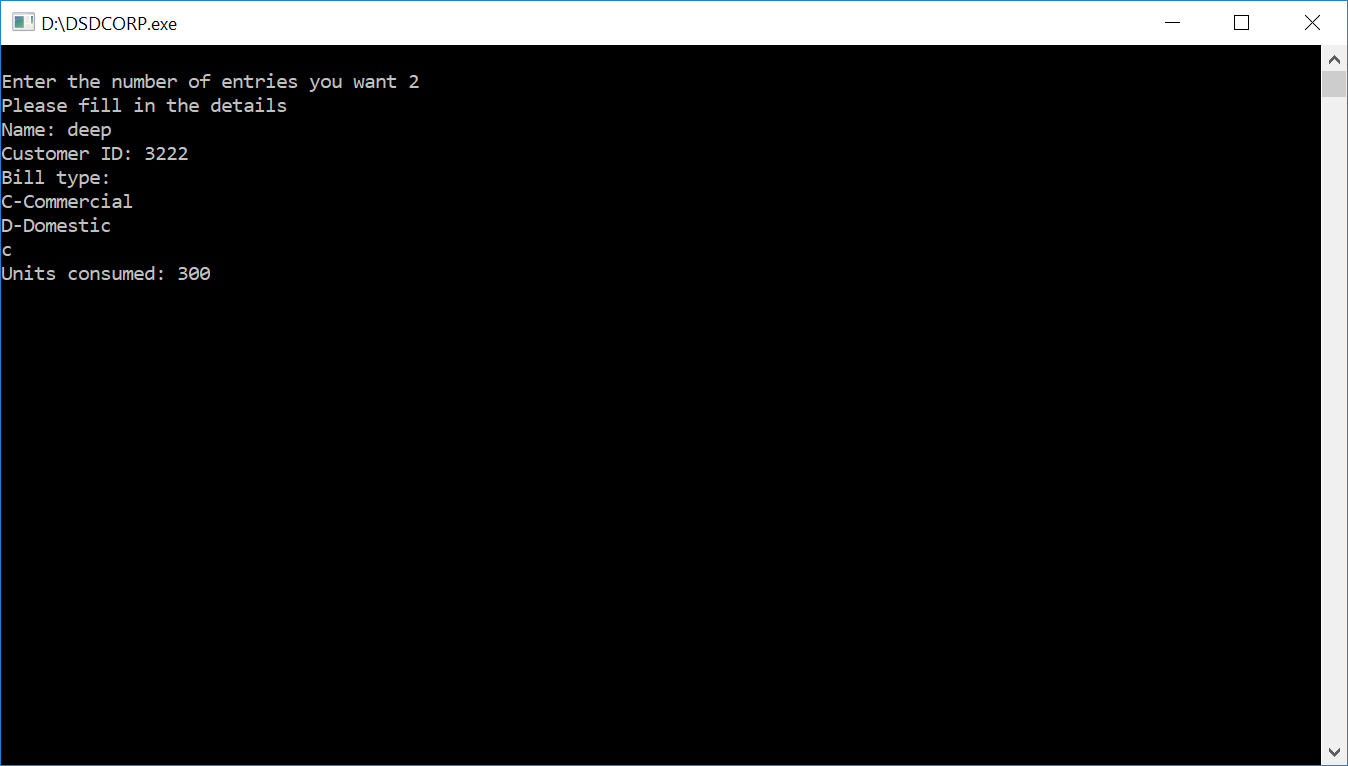 D:\DSDCORP.exe
Enter the number of entries you want 2
Please fill in the details
Name: deep
Customer ID: 3222
Bill type:
C-Commercial
D-Domestic
c
Units consumed: 300